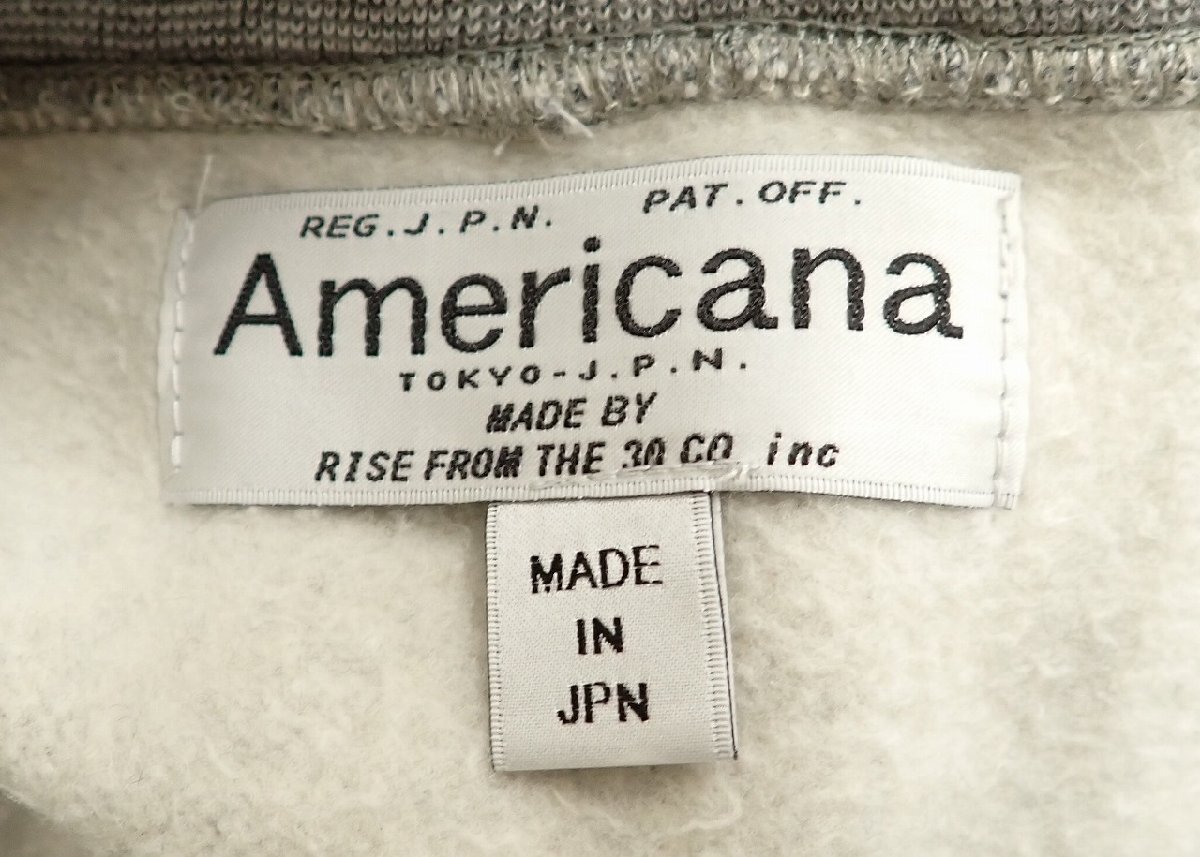 REG.J.P.N. PAT.OFF.
Americana
TOKYO-J.P.N.
MADE BY
RISE FROM THE 30 CO inc
MADE
IN
JPN